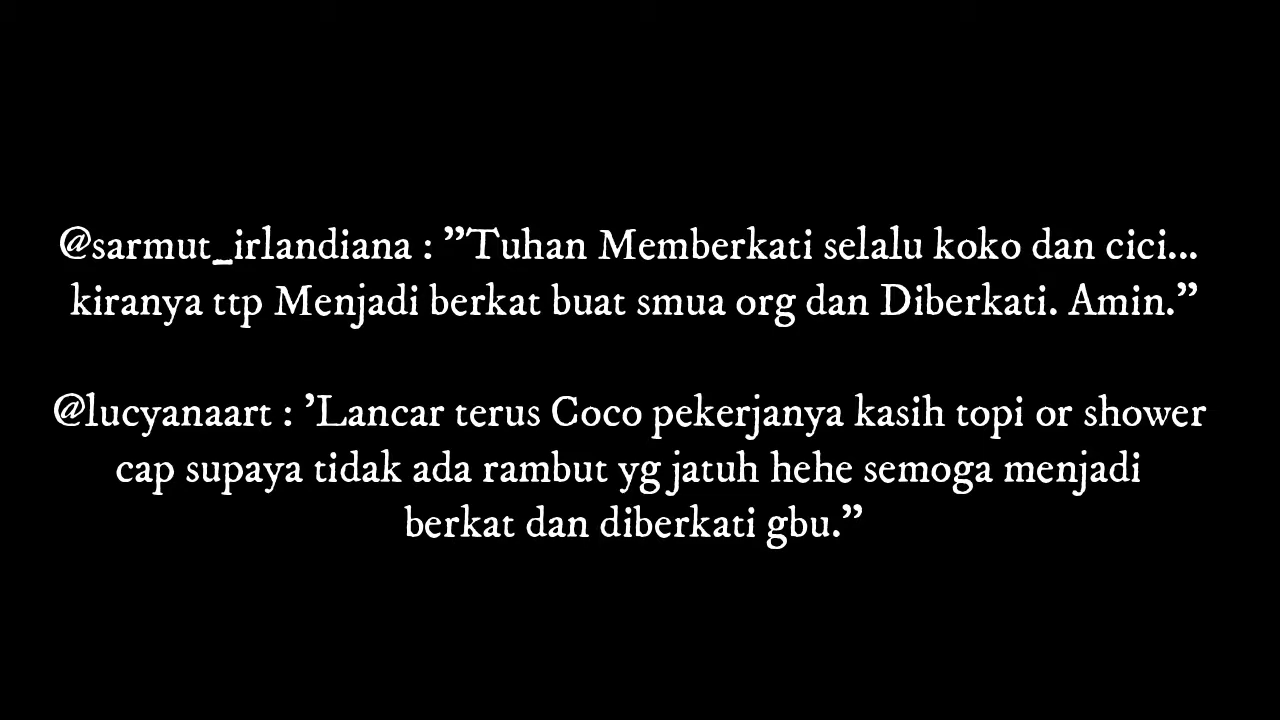 @sarmut_irlandiana : ”Tuhan Memberkati selalu koko dan cici...
kiranya ttp Menjadi berkat buat smua org dan Diberkati. Amin.”
@lucyanaart : ’Lancar terus Coco pekerjanya kasih topi or shower
cap supaya tidak ada rambut yg jatuh hehe semoga menjadi
berkat dan diberkati gbu.”